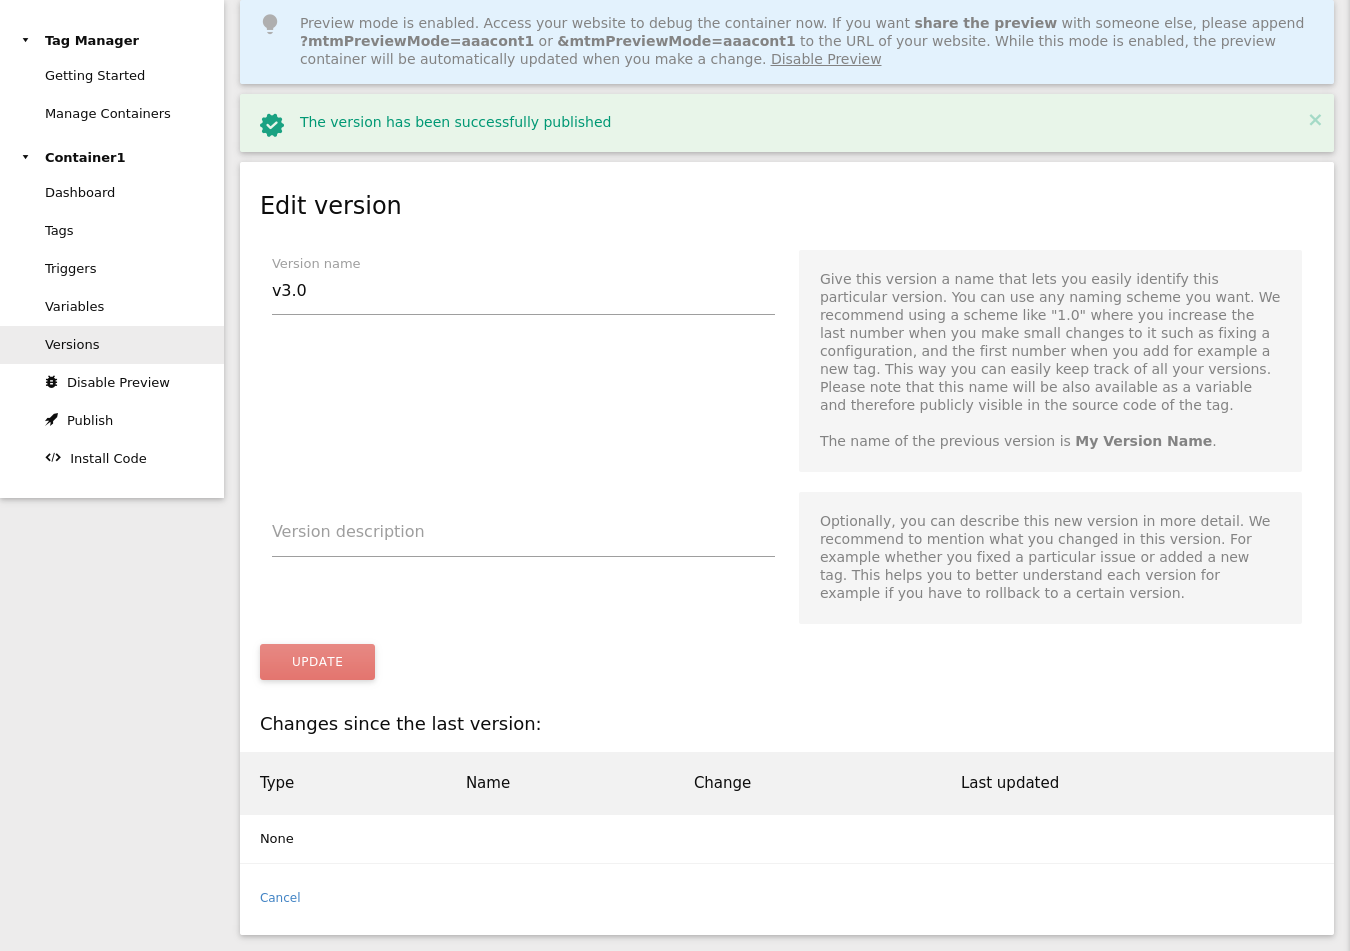 Tag Manager
Getting Started
Manage Containers
Container1
Dashboard
Tags
Triggers
Variables
Versions
Disable Preview
Publish
Install Code
Preview mode is enabled. Access your website to debug the container now. If you want share the preview with someone else, please append
?mtmPreviewMode=aaacont1 or &mtmPreviewMode=aaacont1 to the URL of your website. While this mode is enabled, the preview
container will be automatically updated when you make a change. Disable Preview
The version has been successfully published
×
Edit version
Version name
v3.0
Give this version a name that lets you easily identify this
particular version. You can use any naming scheme you want. We
recommend using a scheme like "1.0" where you increase the
last number when you make small changes to it such as fixing a
configuration, and the first number when you add for example a
new tag. This way you can easily keep track of all your versions.
Please note that this name will be also available as a variable
and therefore publicly visible in the source code of the tag.
The name of the previous version is My Version Name.
Version description
Optionally, you can describe this new version in more detail. We
recommend to mention what you changed in this version. For
example whether you fixed a particular issue or added a new
tag. This helps you to better understand each version for
example if you have to rollback to a certain version.
UPDATE
Changes since the last version:
Type Name Change Last updated
None
Cancel